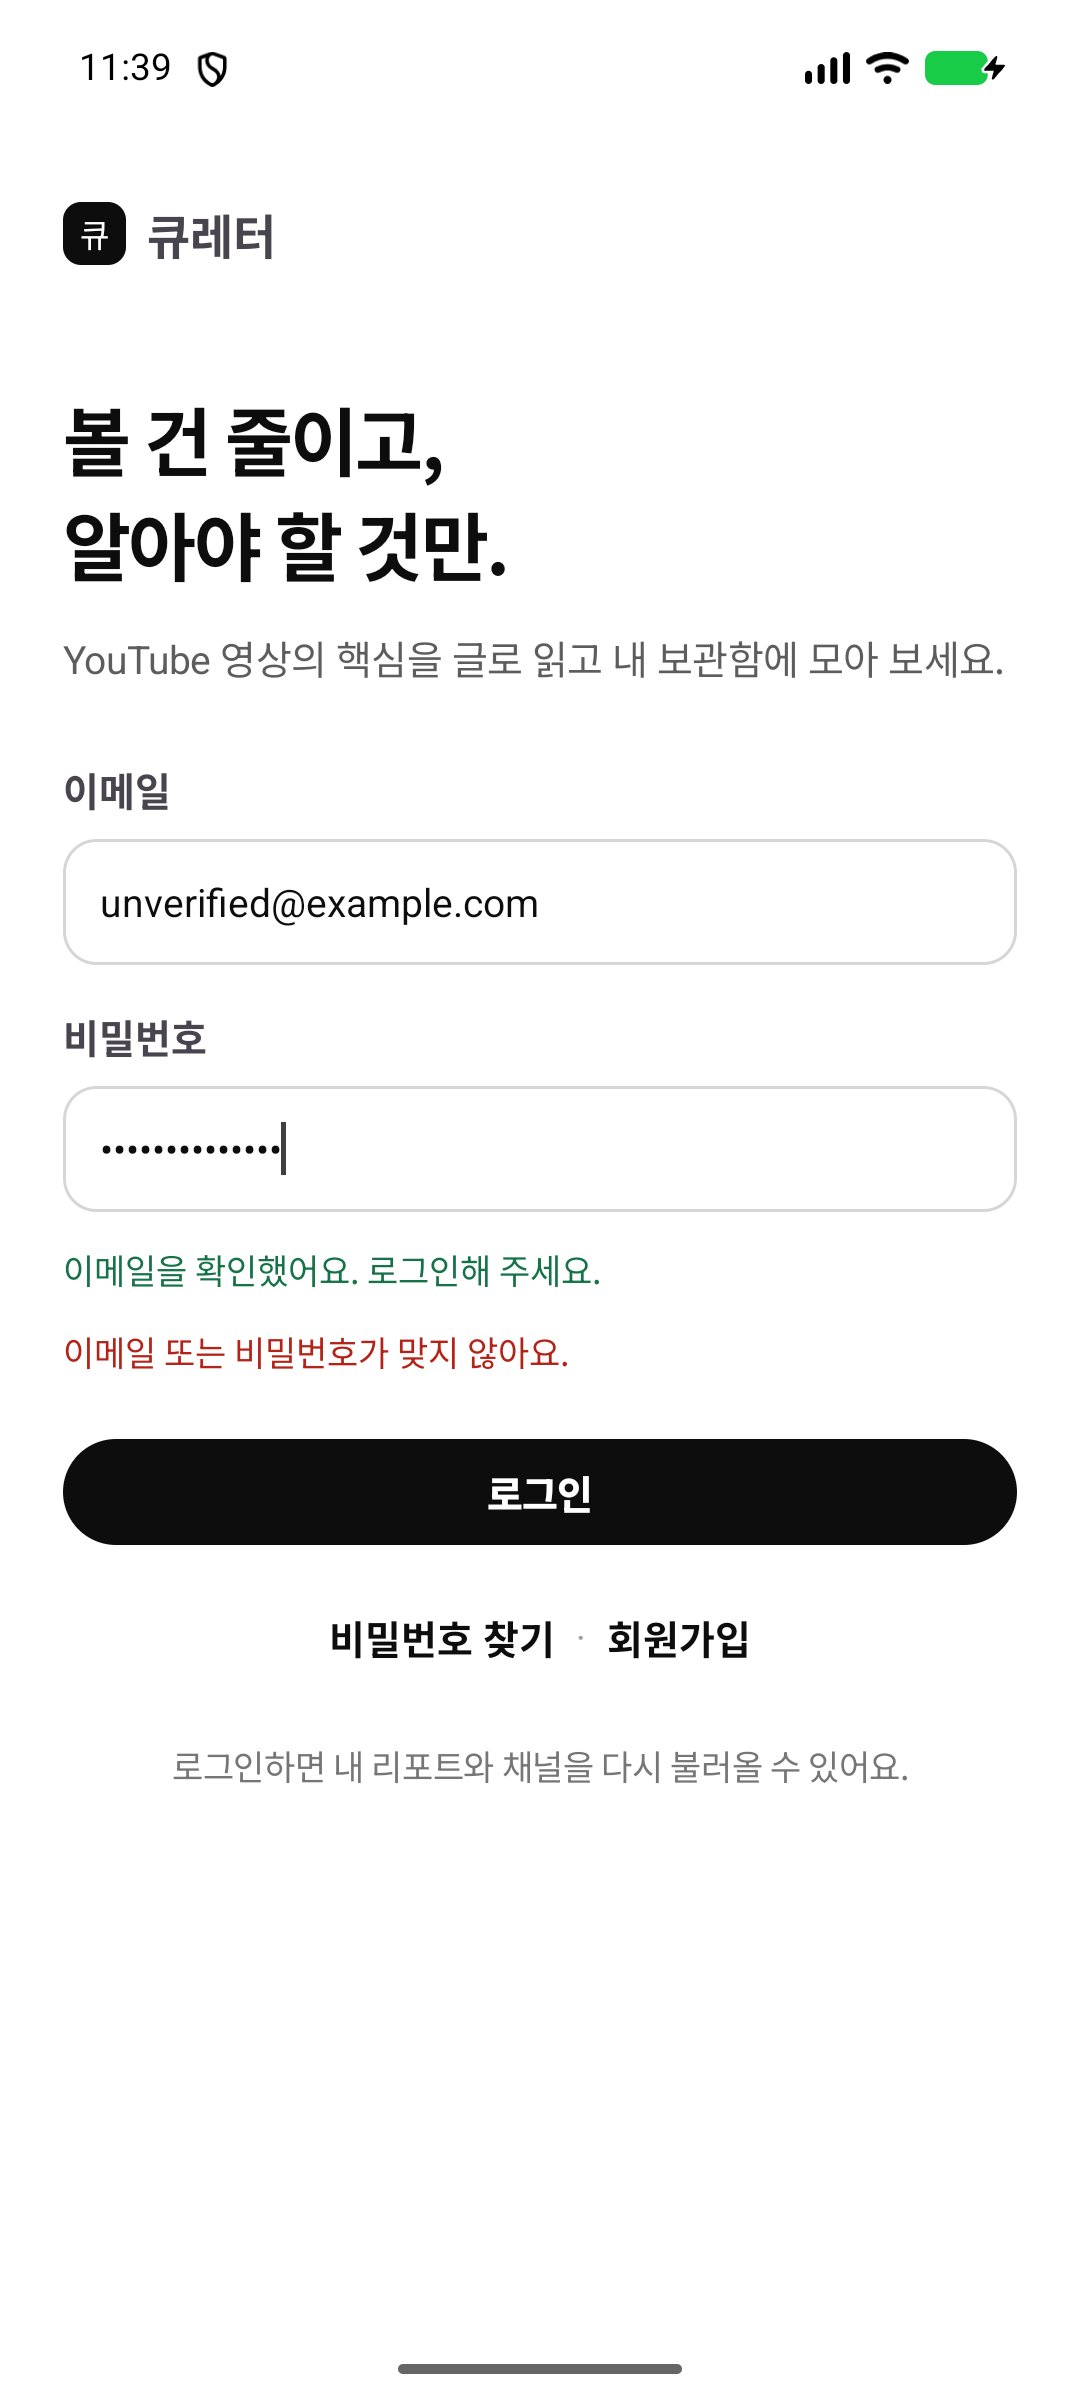 11:39
큐 큐레터
볼 건 줄이고,
알아야 할 것만.
YouTube 영상의 핵심을 글로 읽고 내 보관함에 모아 보세요.
이메일
unverified@example.com
비밀번호
••••••••••••••
이메일을 확인했어요. 로그인해 주세요.
이메일 또는 비밀번호가 맞지 않아요.
로그인
비밀번호 찾기 · 회원가입
로그인하면 내 리포트와 채널을 다시 불러올 수 있어요.